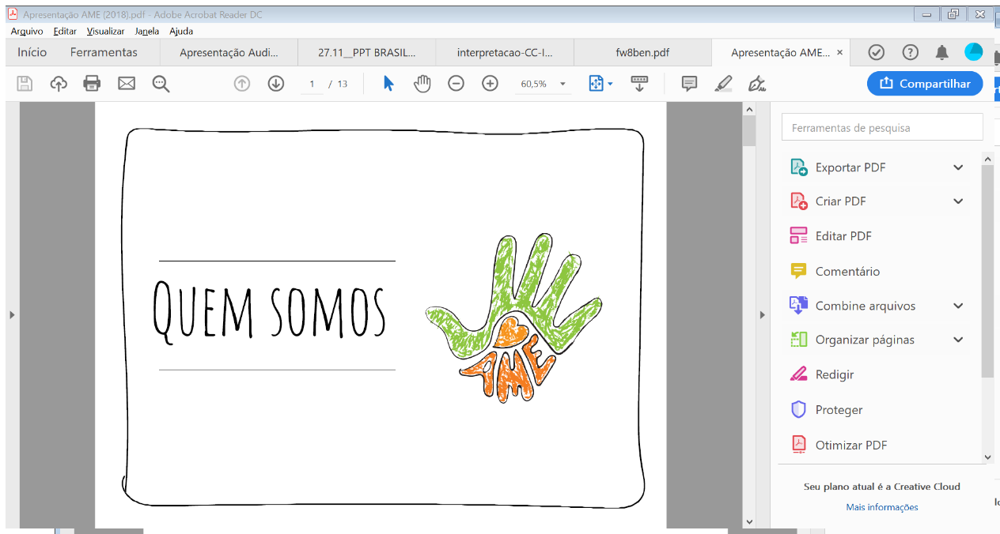 Apresentação AME (2018).pdf - Adobe Acrobat Reader DC
Arquivo Editar Visualizar Janela Ajuda
Início Ferramentas Apresentação Audi... 27.11__PPT BRASIL... interpretacao-CC-I... fw8ben.pdf Apresentação AME... ×
1 / 13 60,5% Compartilhar
QUEM SOMOS
AME
Ferramentas de pesquisa
Exportar PDF
Criar PDF
Editar PDF
Comentário
Combine arquivos
Organizar páginas
Redigir
Proteger
Otimizar PDF
Seu plano atual é a Creative Cloud
Mais informações